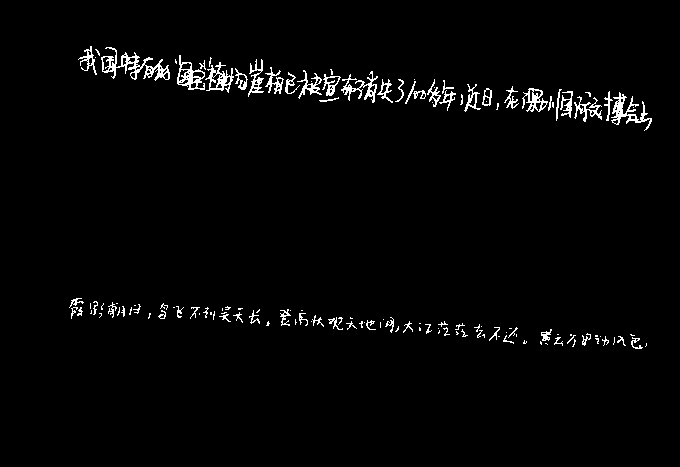 我国特有的国宝植物崖柏已被宣布消失了100多年,近日,在深圳国际文博会上
霞影朝日,鸟飞不到吴天长。登高壮观天地间,大江茫茫去不还。黄云万里动风色,